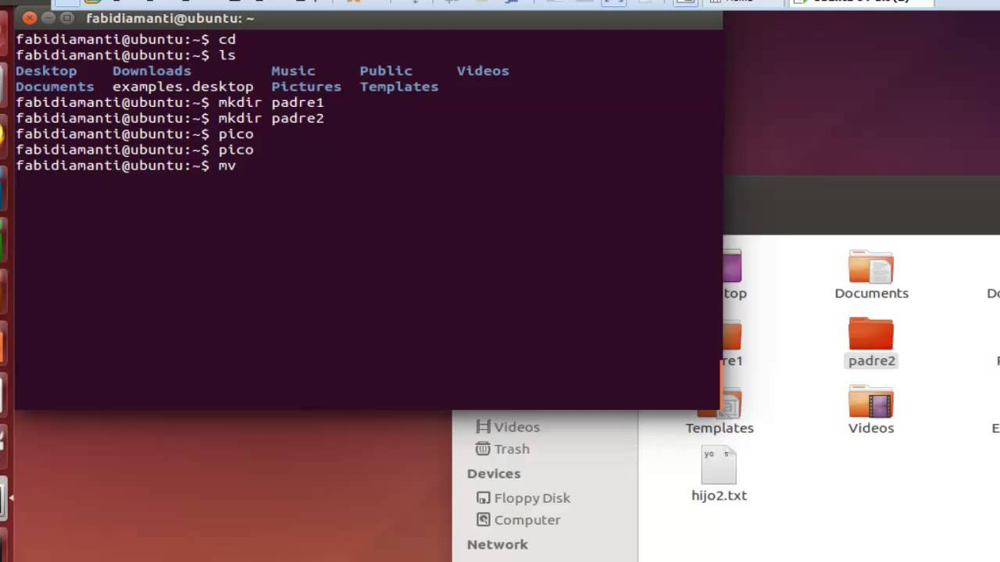 fabidiamanti@ubuntu: ~
fabidiamanti@ubuntu:~$ cd
fabidiamanti@ubuntu:~$ ls
Desktop Downloads Music Public Videos
Documents examples.desktop Pictures Templates
fabidiamanti@ubuntu:~$ mkdir padre1
fabidiamanti@ubuntu:~$ mkdir padre2
fabidiamanti@ubuntu:~$ pico
fabidiamanti@ubuntu:~$ pico
fabidiamanti@ubuntu:~$ mv
top Documents
re1 padre2
Templates Videos
yo
hijo2.txt
Videos
Trash
Devices
Floppy Disk
Computer
Network